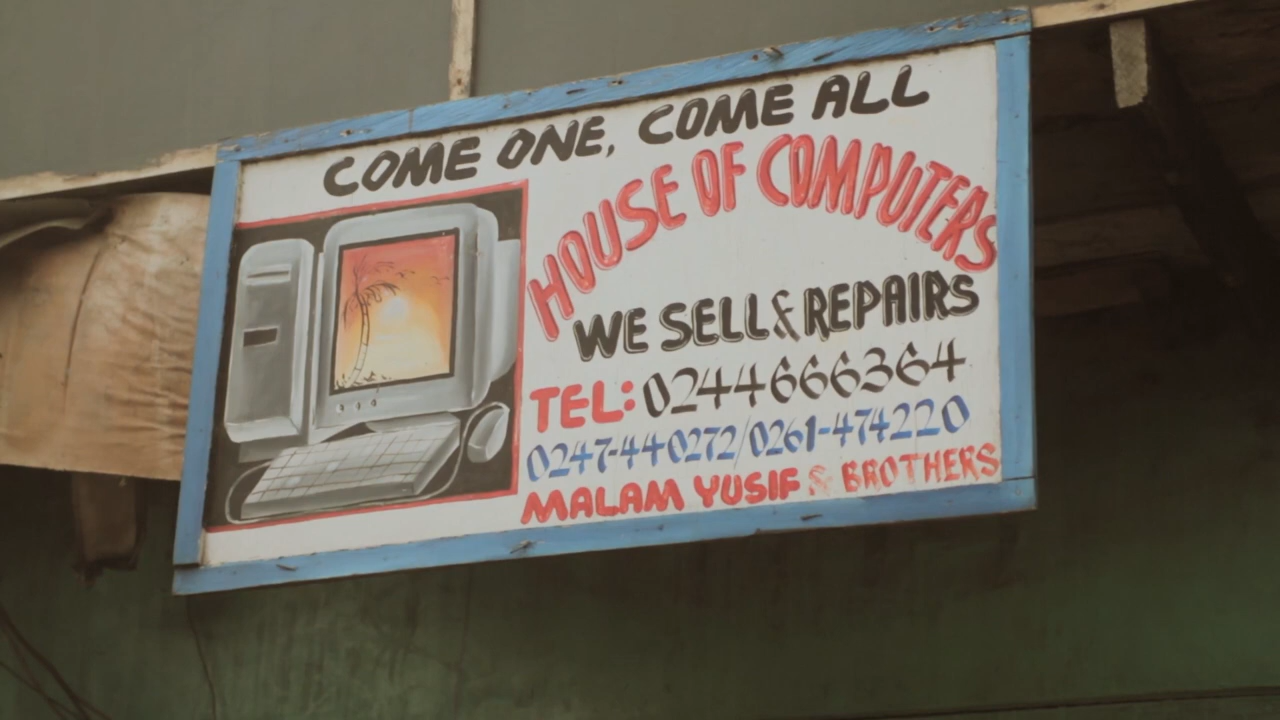 COME ONE, COME ALL
HOUSE OF COMPUTERS
WE SELL & REPAIRS
TEL: 0244666364
0247-440272/0261-474220
MALAM YUSIF & BROTHERS